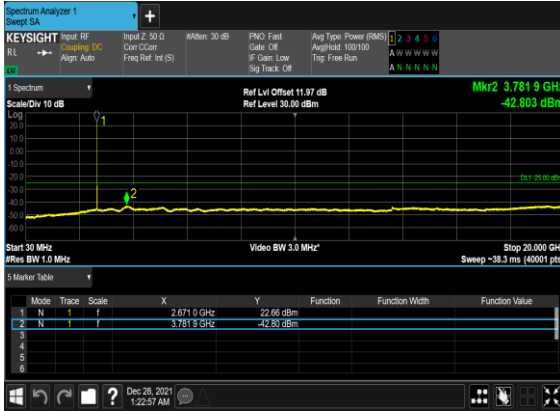 Spectrum Analyzer 1
Swept SA
+
KEYSIGHT Input: RF Input Z: 50 Ω #Atten: 30 dB PNO: Fast Avg Type: Power (RMS) 1 2 3 4 5 6
RL Coupling: DC Corr CCorr Gate: Off Avg|Hold: 100/100 A W W W W W
Align: Auto Freq Ref: Int (S) IF Gain: Low Trig: Free Run
Sig Track: Off A N N N N N
1 Spectrum Ref Lvl Offset 11.97 dB Mkr2 3.781 9 GHz
Scale/Div 10 dB Ref Level 30.00 dBm -42.803 dBm
Log
20.0
10.0
0.00
-10.0
-20.0
-30.0
-40.0
-50.0
-60.0
1
2
DL1 -25.00 dBm
Start 30 MHz Video BW 3.0 MHz* Stop 20.000 GHz
#Res BW 1.0 MHz Sweep ~38.3 ms (40001 pts)
5 Marker Table
Mode Trace Scale X Y Function Function Width Function Value
1 N 1 f 2.671 0 GHz 22.66 dBm
2 N 1 f 3.781 9 GHz -42.80 dBm
3
4
5
6
? Dec 28, 2021
1:22:57 AM